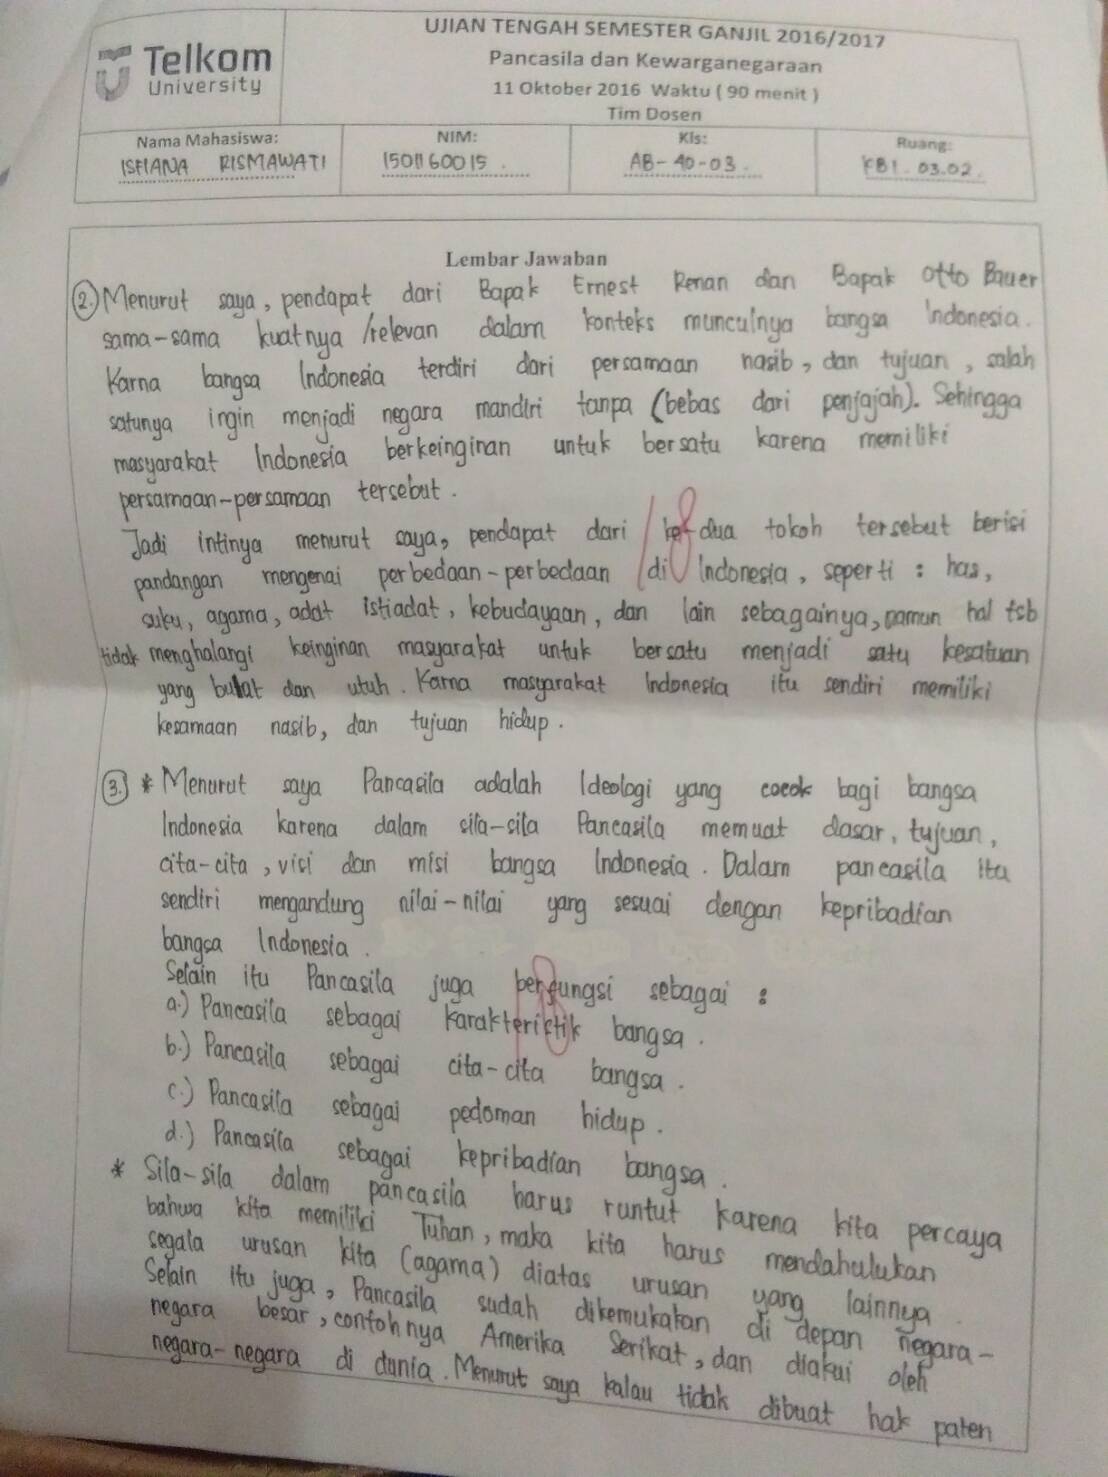 Telkom
University
UJIAN TENGAH SEMESTER GANJIL 2016/2017
Pancasila dan Kewarganegaraan
11 Oktober 2016 Waktu ( 90 menit )
Tim Dosen
Nama Mahasiswa:
ISFIANA RISMAWATI
NIM:
1501160015.
Kls:
AB-40-03.
Ruang:
KB1.03.02.
Lembar Jawaban
2. Menurut saya, pendapat dari Bapak Ernest Renan dan Bapak Otto Bauer
sama-sama kuatnya /relevan dalam konteks munculnya bangsa Indonesia.
Karna bangsa Indonesia terdiri dari persamaan nasib, dan tujuan, salah
satunya ingin menjadi negara mandiri tanpa (bebas dari penjajah). Sehingga
masyarakat Indonesia berkeinginan untuk bersatu karena memiliki
persamaan-persamaan tersebut.
Jadi intinya menurut saya, pendapat dari kedua tokoh tersebut berisi
pandangan mengenai perbedaan-perbedaan di Indonesia, seperti : has,
suku, agama, adat istiadat, kebudayaan, dan lain sebagainya, namun hal tsb
tidak menghalangi keinginan masyarakat untuk bersatu menjadi satu kesatuan
yang bulat dan utuh. Karna masyarakat Indonesia itu sendiri memiliki
kesamaan nasib, dan tujuan hidup.
3. * Menurut saya Pancasila adalah Ideologi yang cocok bagi bangsa
Indonesia karena dalam sila-sila Pancasila memuat dasar, tujuan,
cita-cita, visi dan misi bangsa Indonesia. Dalam pancasila itu
sendiri mengandung nilai-nilai yang sesuai dengan kepribadian
bangsa Indonesia.
Selain itu Pancasila juga berfungsi sebagai :
a.) Pancasila sebagai karakteristik bangsa.
b.) Pancasila sebagai cita-cita bangsa.
c.) Pancasila sebagai pedoman hidup.
d.) Pancasila sebagai kepribadian bangsa.
* Sila-sila dalam pancasila harus runtut karena kita percaya
bahwa kita memiliki Tuhan, maka kita harus mendahulukan
segala urusan kita (agama) diatas urusan yang lainnya.
Selain itu juga, Pancasila sudah dikemukakan di depan negara-
negara besar, contohnya Amerika Serikat, dan diakui oleh
negara-negara di dunia. Menurut saya kalau tidak dibuat hak paten